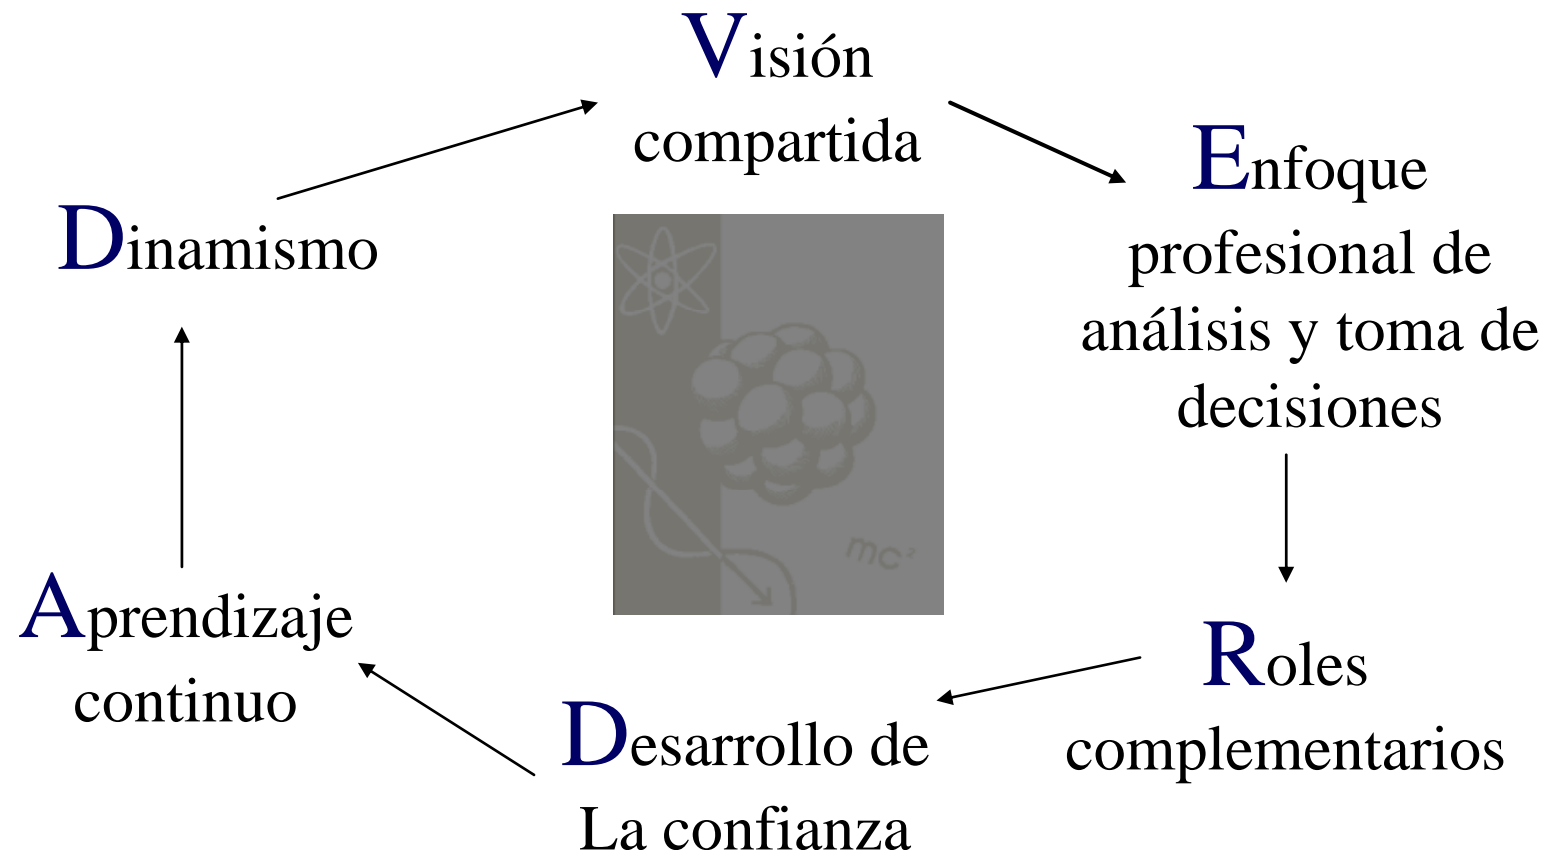 Visión
compartida
Enfoque
profesional de
análisis y toma de
decisiones
Roles
complementarios
Desarrollo de
La confianza
Aprendizaje
continuo
Dinamismo
mc²